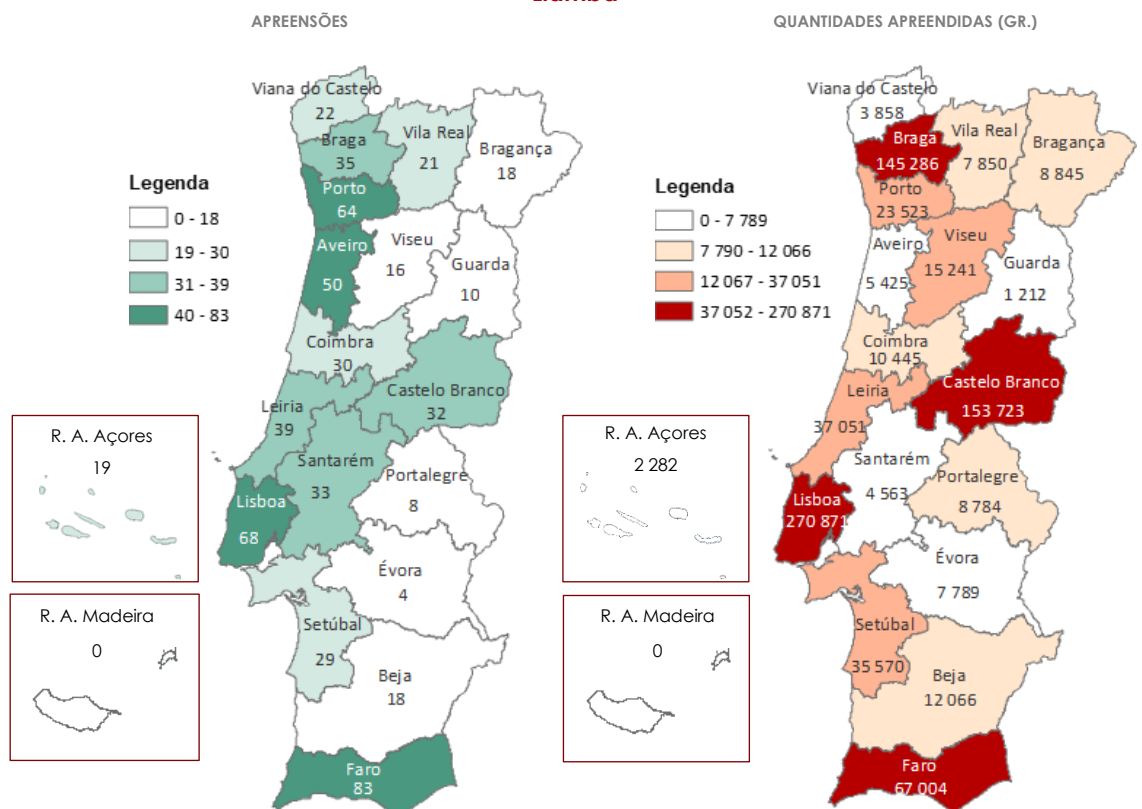 Liamba
APREENSÕES
Viana do Castelo
22
Braga
35
Vila Real
21
Bragança
18
Porto
64
Aveiro
50
Viseu
16
Guarda
10
Coimbra
30
Castelo Branco
32
Leiria
39
Santarém
33
Portalegre
8
Lisboa
68
Évora
4
Setúbal
29
Beja
18
Faro
83
Legenda
0 - 18
19 - 30
31 - 39
40 - 83
R. A. Açores
19
R. A. Madeira
0
QUANTIDADES APREENDIDAS (GR.)
Viana do Castelo
3 858
Braga
145 286
Vila Real
7 850
Bragança
8 845
Porto
23 523
Aveiro
5 425
Viseu
15 241
Guarda
1 212
Coimbra
10 445
Castelo Branco
153 723
Leiria
37 051
Santarém
4 563
Portalegre
8 784
Lisboa
270 871
Évora
7 789
Setúbal
35 570
Beja
12 066
Faro
67 004
Legenda
0 - 7 789
7 790 - 12 066
12 067 - 37 051
37 052 - 270 871
R. A. Açores
2 282
R. A. Madeira
0